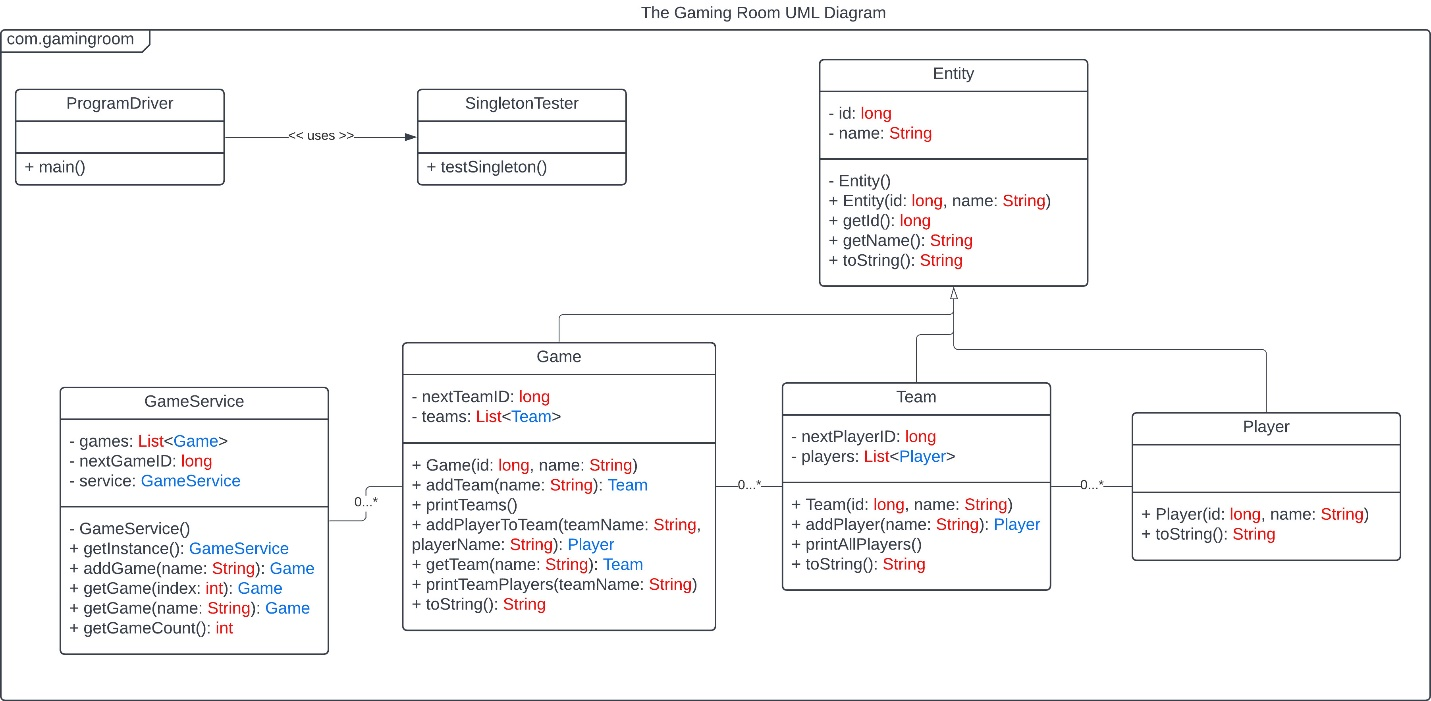 The Gaming Room UML Diagram
com.gamingroom
ProgramDriver
+ main()
<< uses >>
SingletonTester
+ testSingleton()
Entity
- id: long
- name: String
- Entity()
+ Entity(id: long, name: String)
+ getId(): long
+ getName(): String
+ toString(): String
GameService
- games: List<Game>
- nextGameID: long
- service: GameService
- GameService()
+ getInstance(): GameService
+ addGame(name: String): Game
+ getGame(index: int): Game
+ getGame(name: String): Game
+ getGameCount(): int
0...*
Game
- nextTeamID: long
- teams: List<Team>
+ Game(id: long, name: String)
+ addTeam(name: String): Team
+ printTeams()
+ addPlayerToTeam(teamName: String,
playerName: String): Player
+ getTeam(name: String): Team
+ printTeamPlayers(teamName: String)
+ toString(): String
0...*
Team
- nextPlayerID: long
- players: List<Player>
+ Team(id: long, name: String)
+ addPlayer(name: String): Player
+ printAllPlayers()
+ toString(): String
0...*
Player
+ Player(id: long, name: String)
+ toString(): String